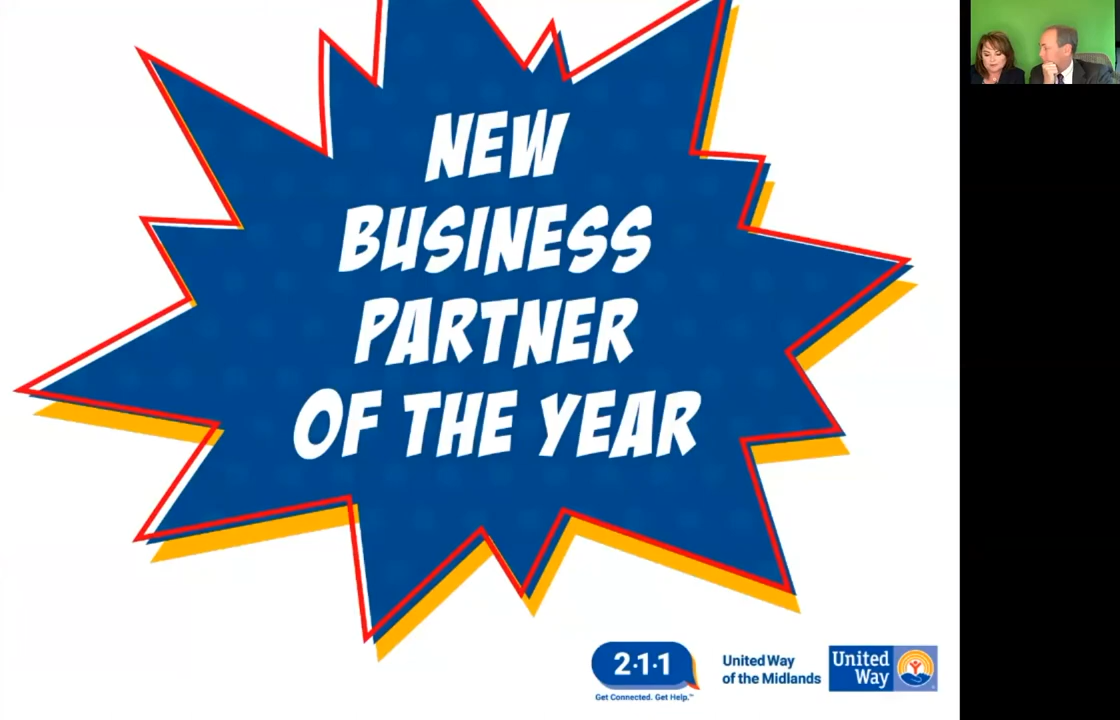 NEW
BUSINESS
PARTNER
OF THE YEAR
2·1·1
Get Connected. Get Help.™
United Way
of the Midlands
United
Way